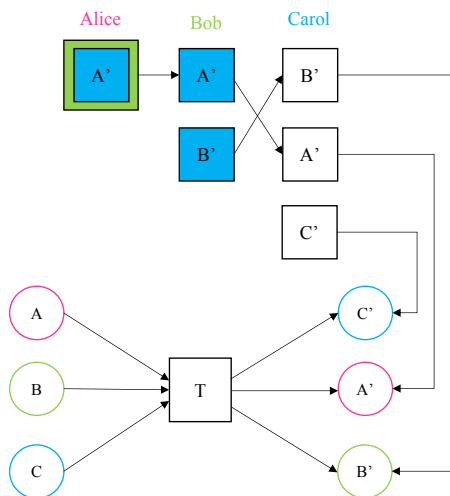 Alice Bob Carol
A’ A’ B’
B’ A’
C’
A C’
B T A’
C B’